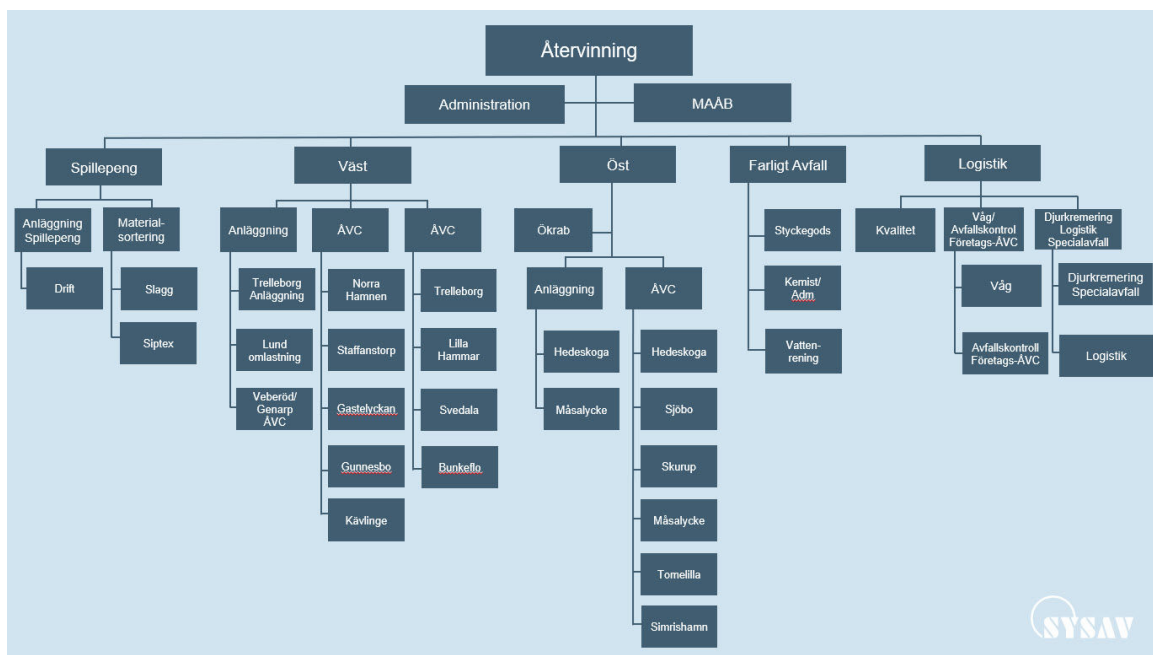 Återvinning
Administration
MAÅB
Spillepeng
Väst
Öst
Farligt Avfall
Logistik
Anläggning
Spillepeng
Material-
sortering
Drift
Slagg
Siptex
Anläggning
ÅVC
ÅVC
Trelleborg
Anläggning
Lund
omlastning
Veberöd/
Genarp
ÅVC
Norra
Hamnen
Staffanstorp
Gastelyckan
Gunnesbo
Kävlinge
Trelleborg
Lilla
Hammar
Svedala
Bunkeflo
Ökrab
Anläggning
ÅVC
Hedeskoga
Måsalycke
Hedeskoga
Sjöbo
Skurup
Måsalycke
Tomelilla
Simrishamn
Styckegods
Kemist/
Adm
Vatten-
rening
Kvalitet
Våg/
Avfallskontrol
Företags-ÅVC
Djurkremering
Logistik
Specialavfall
Våg
Avfallskontroll
Företags-ÅVC
Djurkremering
Specialavfall
Logistik
SYSAV